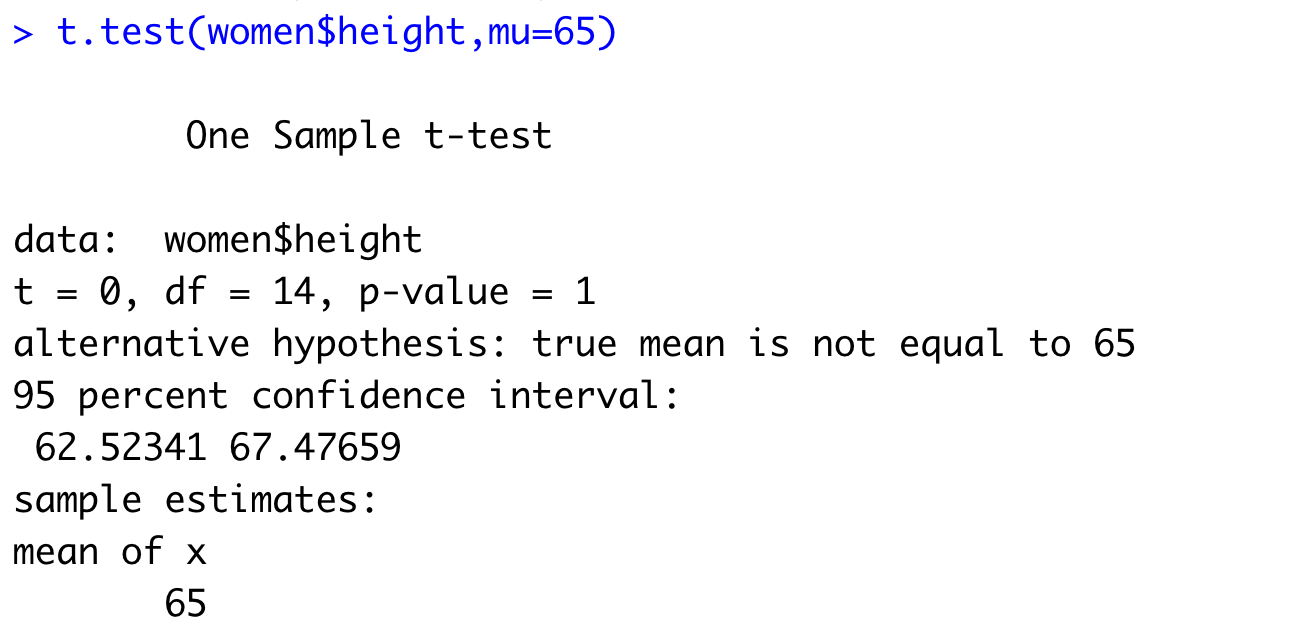 > t.test(women$height,mu=65)
One Sample t-test
data:  women$height
t = 0, df = 14, p-value = 1
alternative hypothesis: true mean is not equal to 65
95 percent confidence interval:
62.52341 67.47659
sample estimates:
mean of x
65